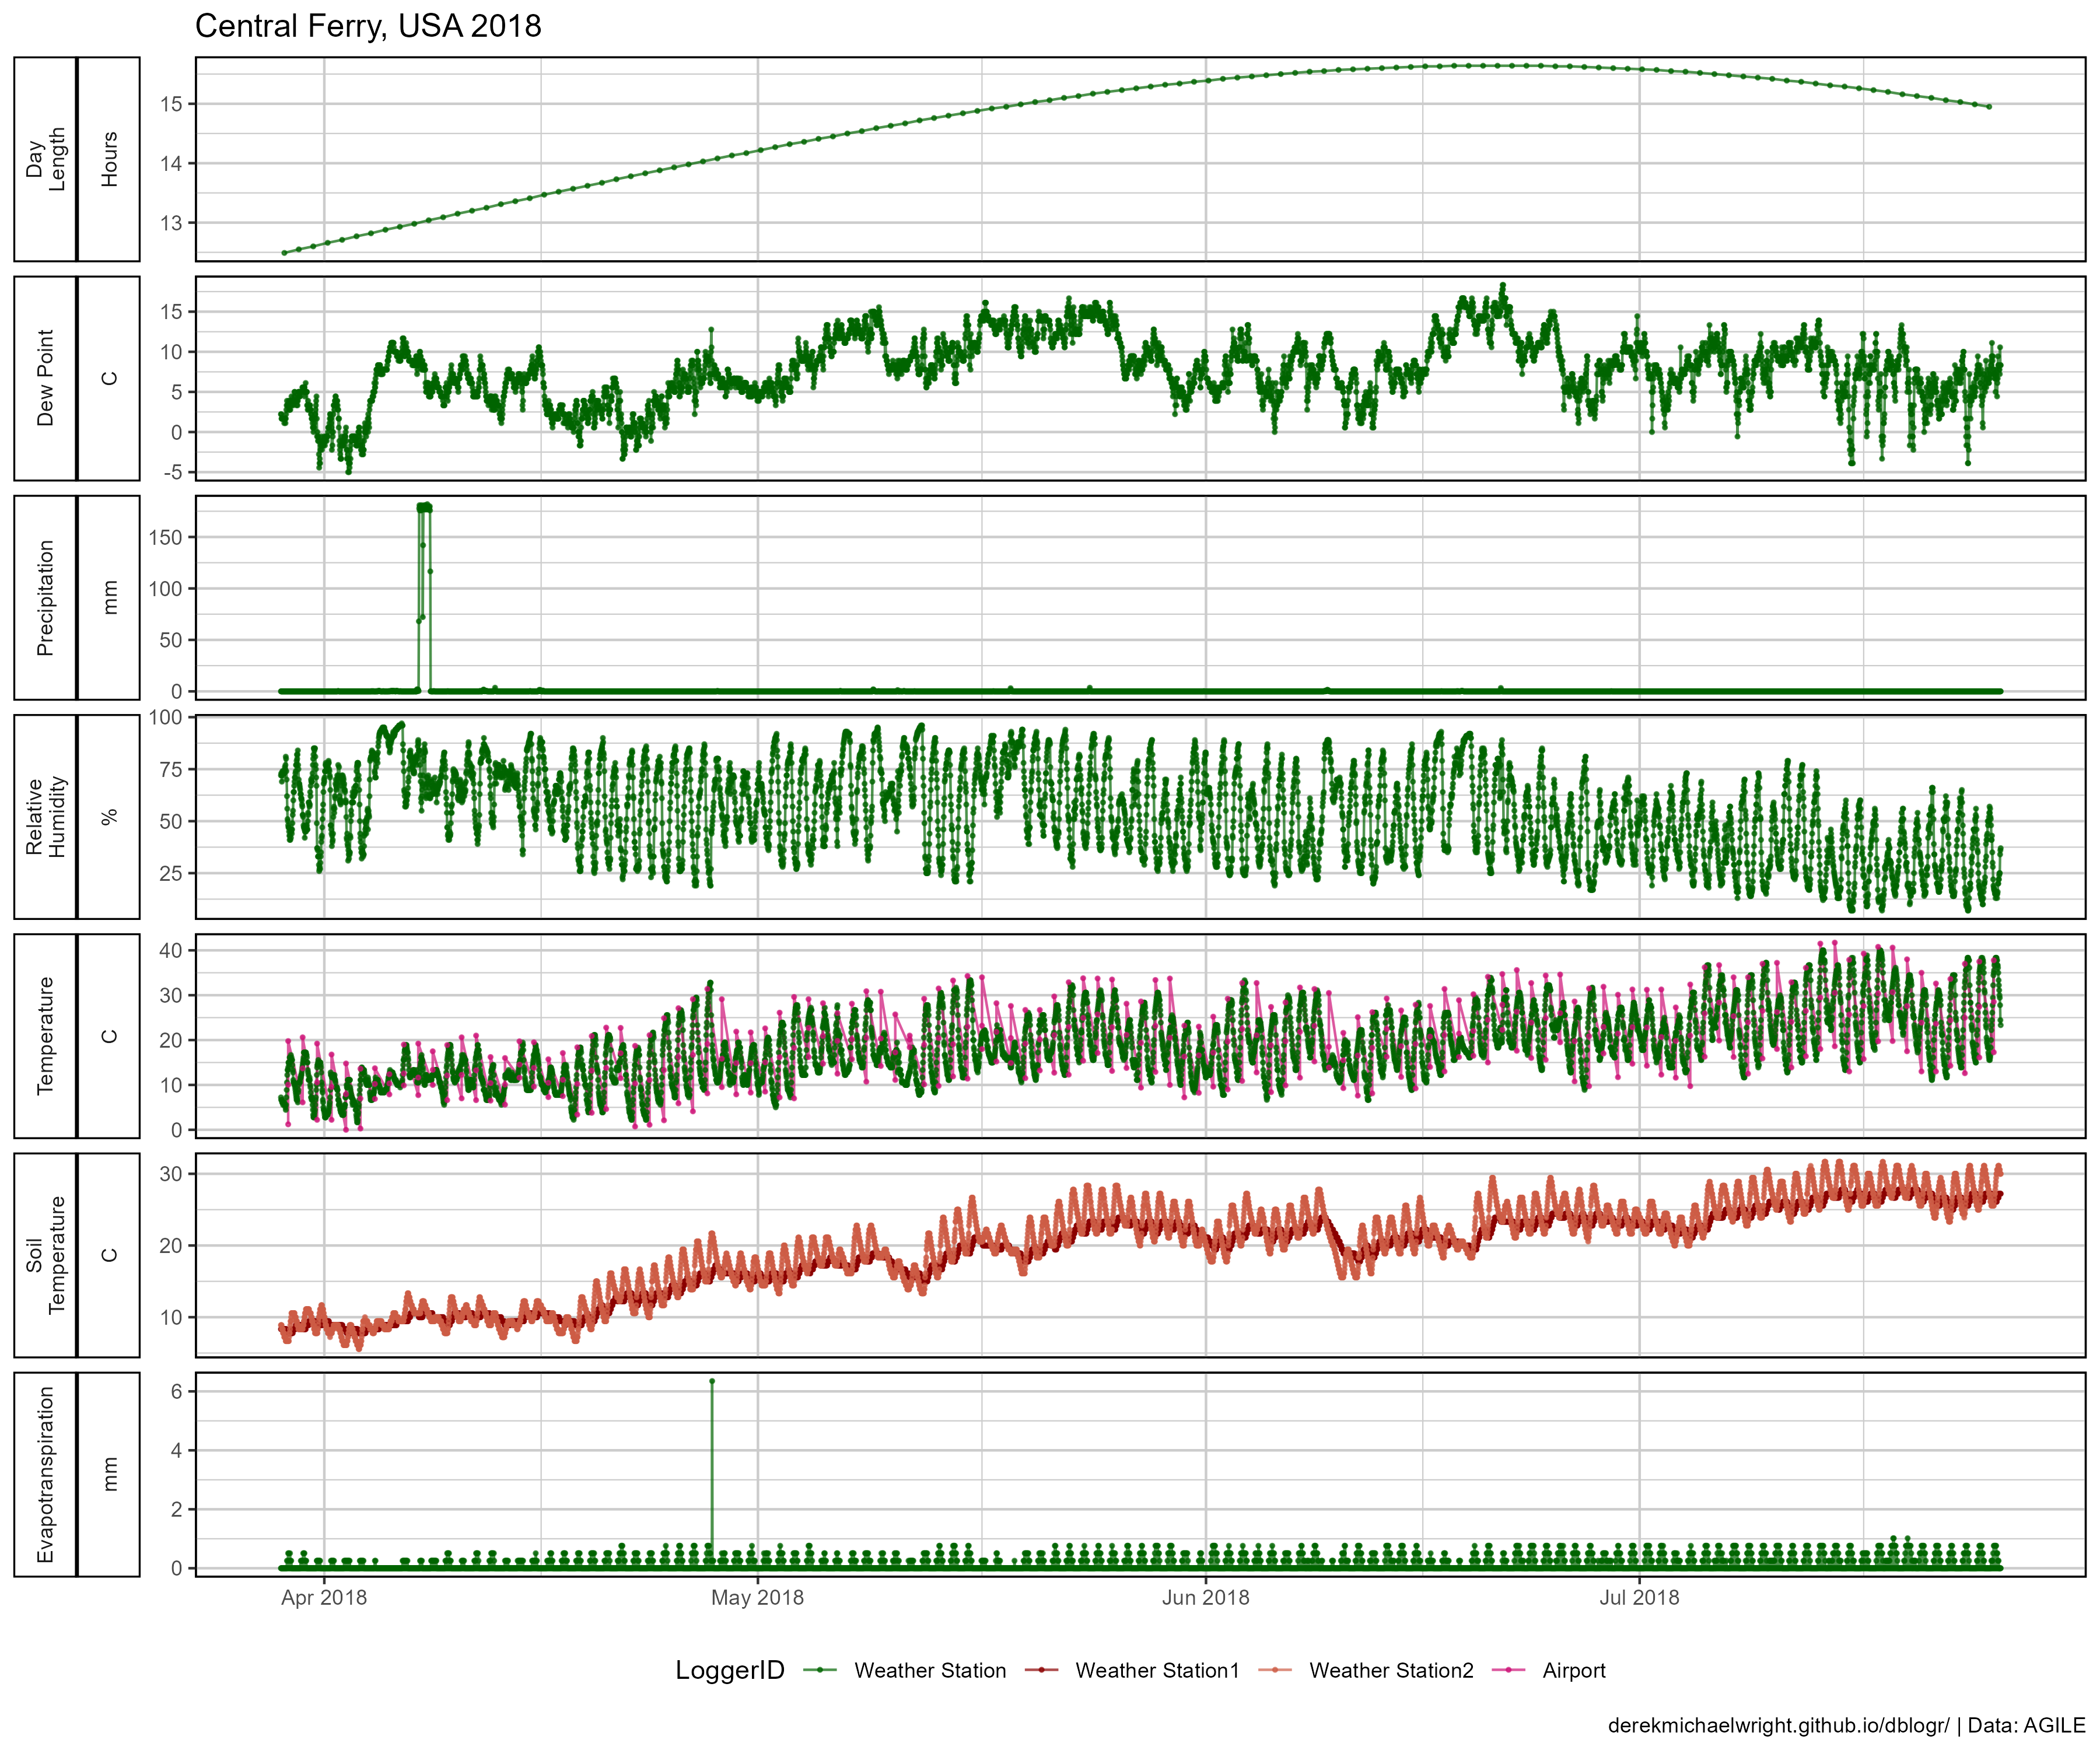 Central Ferry, USA 2018
Day
Length
Hours
15
14
13
Dew Point
C
15
10
5
0
-5
Precipitation
mm
150
100
50
0
Relative
Humidity
%
100
75
50
25
Temperature
C
40
30
20
10
0
Soil
Temperature
C
30
20
10
Evapotranspiration
mm
6
4
2
0
Apr 2018 May 2018 Jun 2018 Jul 2018
LoggerID Weather Station Weather Station1 Weather Station2 Airport
derekmichaelwright.github.io/dblogr/ | Data: AGILE